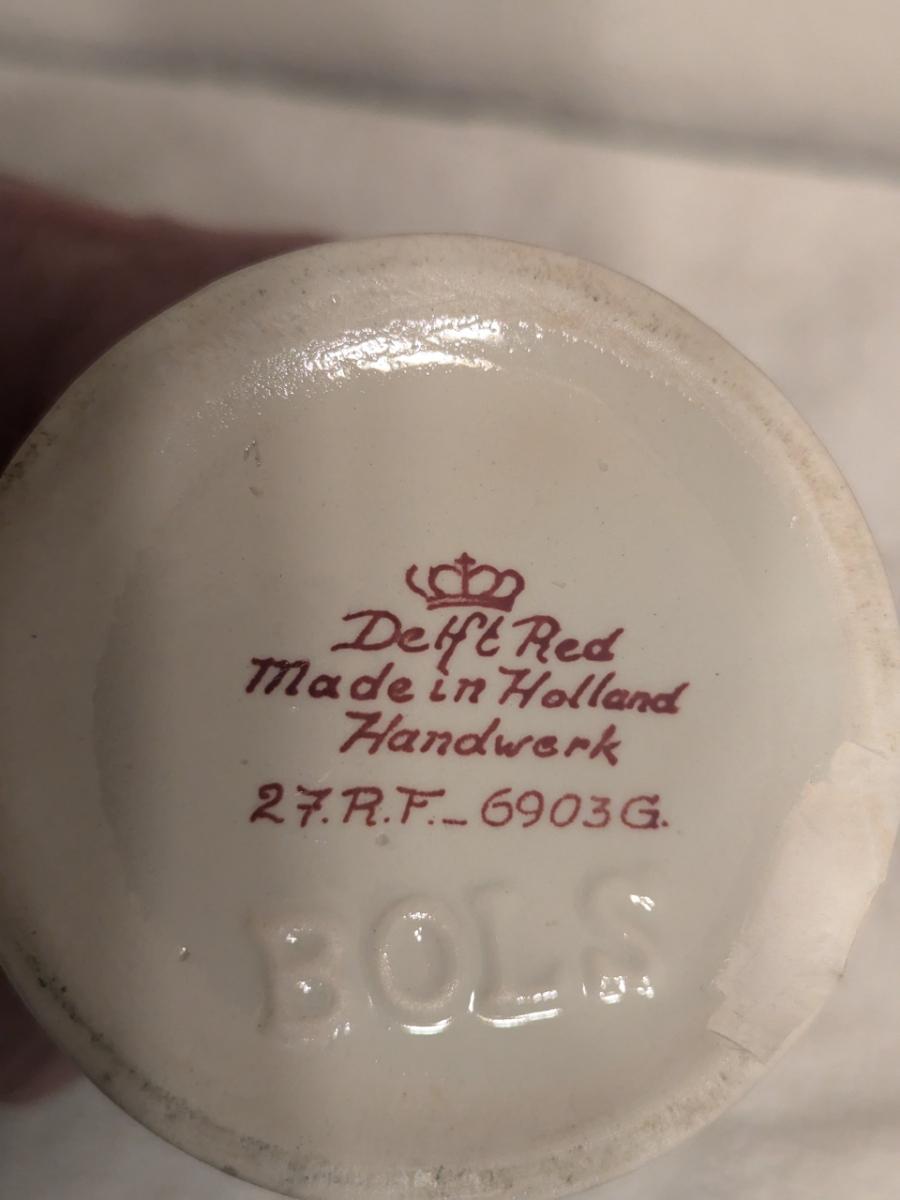 Delft Red
Made in Holland
Handwerk
27.R.F._6903G.
BOLS